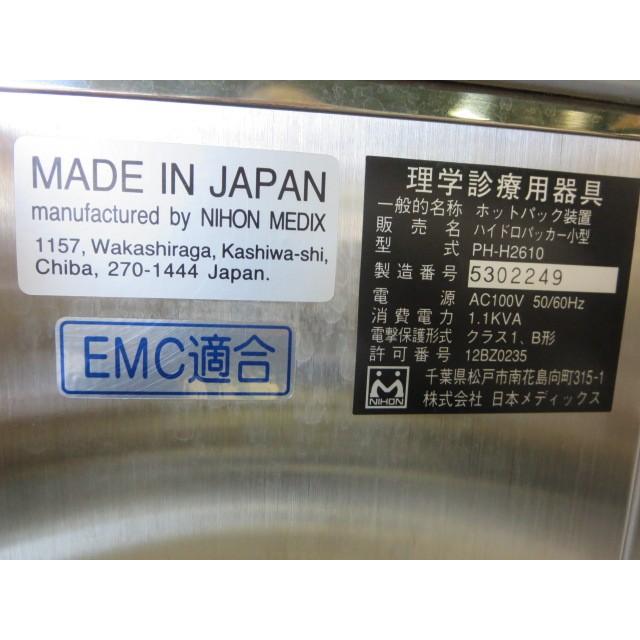 MADE IN JAPAN
manufactured by NIHON MEDIX
1157, Wakashiraga, Kashiwa-shi,
Chiba, 270-1444 Japan.
EMC適合
理学診療用器具
一般的名称 ホットパック装置
販売名 ハイドロパッカー小型
型式 PH-H2610
製造番号 5302249
電源 AC100V 50/60Hz
消費電力 1.1KVA
電撃保護形式 クラス1、B形
許可番号 12BZ0235
千葉県松戸市南花島向町315-1
株式会社 日本メディックス
NIHON